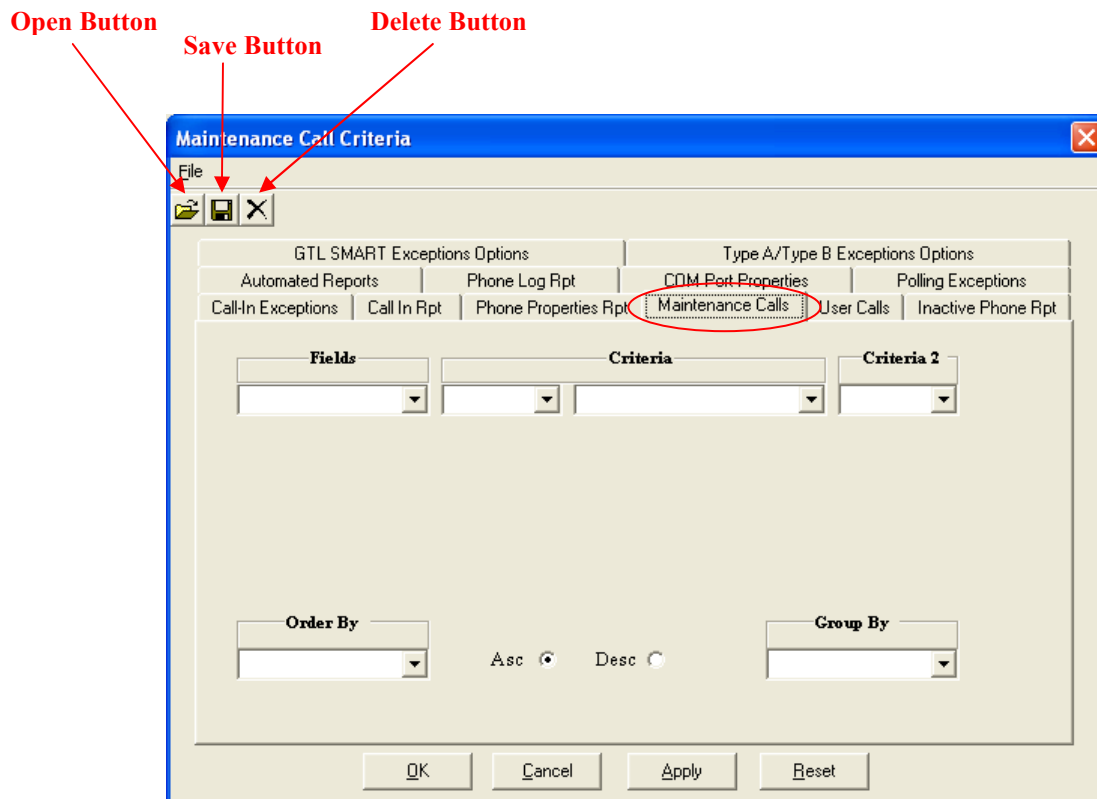 Open Button
Delete Button
Save Button
Maintenance Call Criteria
File
GTL SMART Exceptions Options Type A/Type B Exceptions Options
Automated Reports Phone Log Rpt COM Port Properties Polling Exceptions
Call-In Exceptions Call In Rpt Phone Properties Rpt Maintenance Calls User Calls Inactive Phone Rpt
Fields Criteria Criteria 2
Order By Group By
Asc Desc
OK Cancel Apply Reset